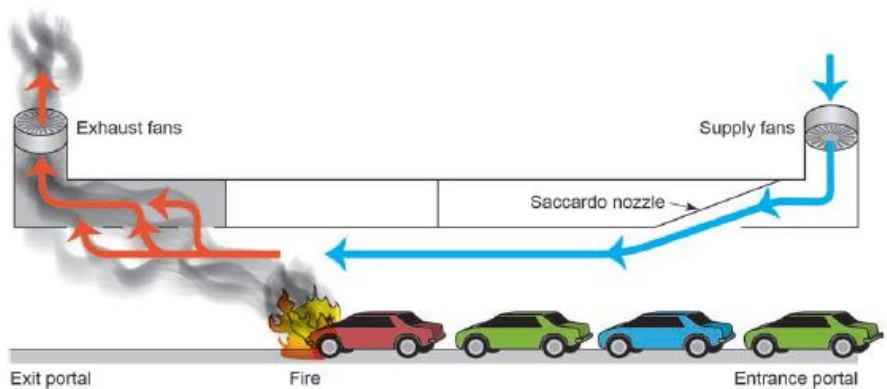 Exhaust fans
Supply fans
Saccardo nozzle
Exit portal
Fire
Entrance portal